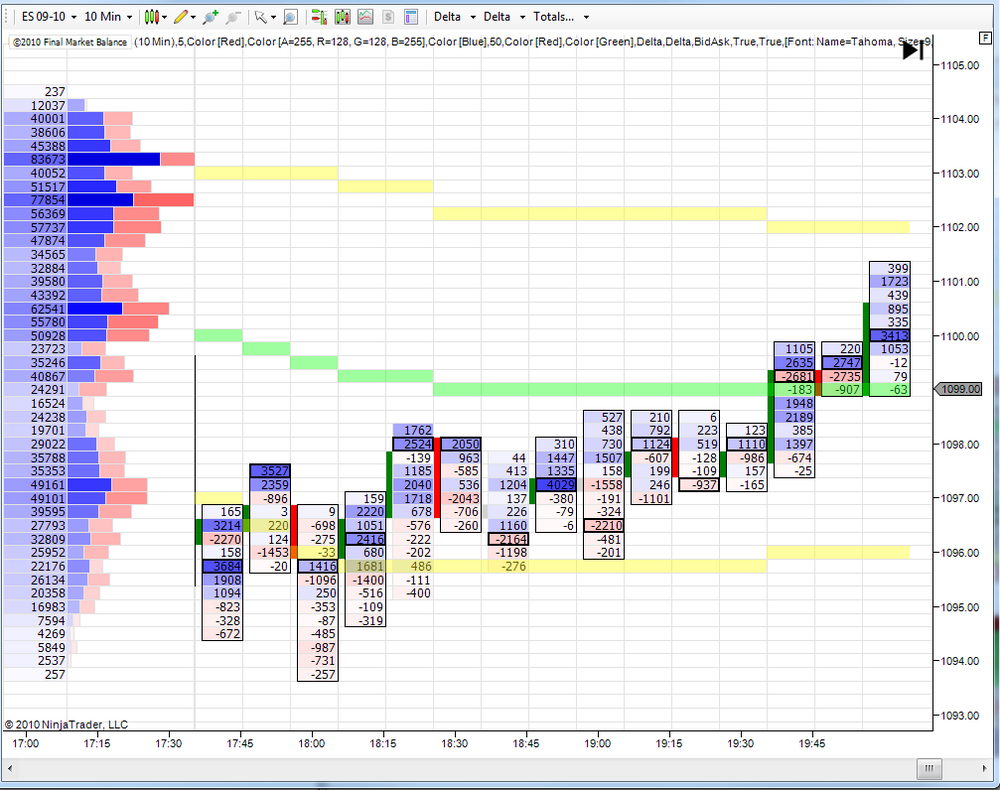 ES 09-10 10 Min Delta Delta Totals...
©2010 Final Market Balance (10 Min),5,Color [Red],Color [A=255, R=128, G=128, B=255],Color [Blue],50,Color [Red],Color [Green],Delta,Delta,BidAsk,True,True,[Font: Name=Tahoma, Size=9, F
1105.00
237
12037
40001 1104.00
38606
45388
83673
40052 1103.00
51517
77854
56369
57737 1102.00
47874
34565
32884 399
39580 1723 1101.00
43392 439
62541 895
55780 335
50928 3413 1100.00
23723 1105 220 1053
35246 2635 2747 -12
40867 -2681 -2735 79
24291 -183 -907 -63 1099.00
16524 1948
24238 527 210 6 2189
19701 1762 438 792 223 123 385
29022 2524 2050 310 730 1124 519 1110 1397 1098.00
35788 -139 963 44 1447 1507 -607 -128 -986 -674
35353 3527 1185 -585 413 1335 158 199 -109 157 -25
49161 2359 2040 536 104 4029 -1558 246 -937 -165
49101 -896 159 1718 -2043 137 -380 -191 -1101 1097.00
39595 165 3 9 2220 678 -706 226 -79 -324
27793 3214 220 -698 1051 -576 -260 1160 -6 -2210
32809 -2270 124 -275 2416 -222 -2164 -481
25952 158 -1453 -33 680 -202 -1198 -201 1096.00
22176 3684 -20 1416 1681 486 -276
26134 1908 -1096 -1400 -111
20358 1094 250 -516 -400
16983 -823 -353 -109 1095.00
7594 -328 -87 -319
4269 -672 -485
5849 -987
2537 -731 1094.00
257 -257
1093.00
© 2010 NinjaTrader, LLC
17:00 17:15 17:30 17:45 18:00 18:15 18:30 18:45 19:00 19:15 19:30 19:45